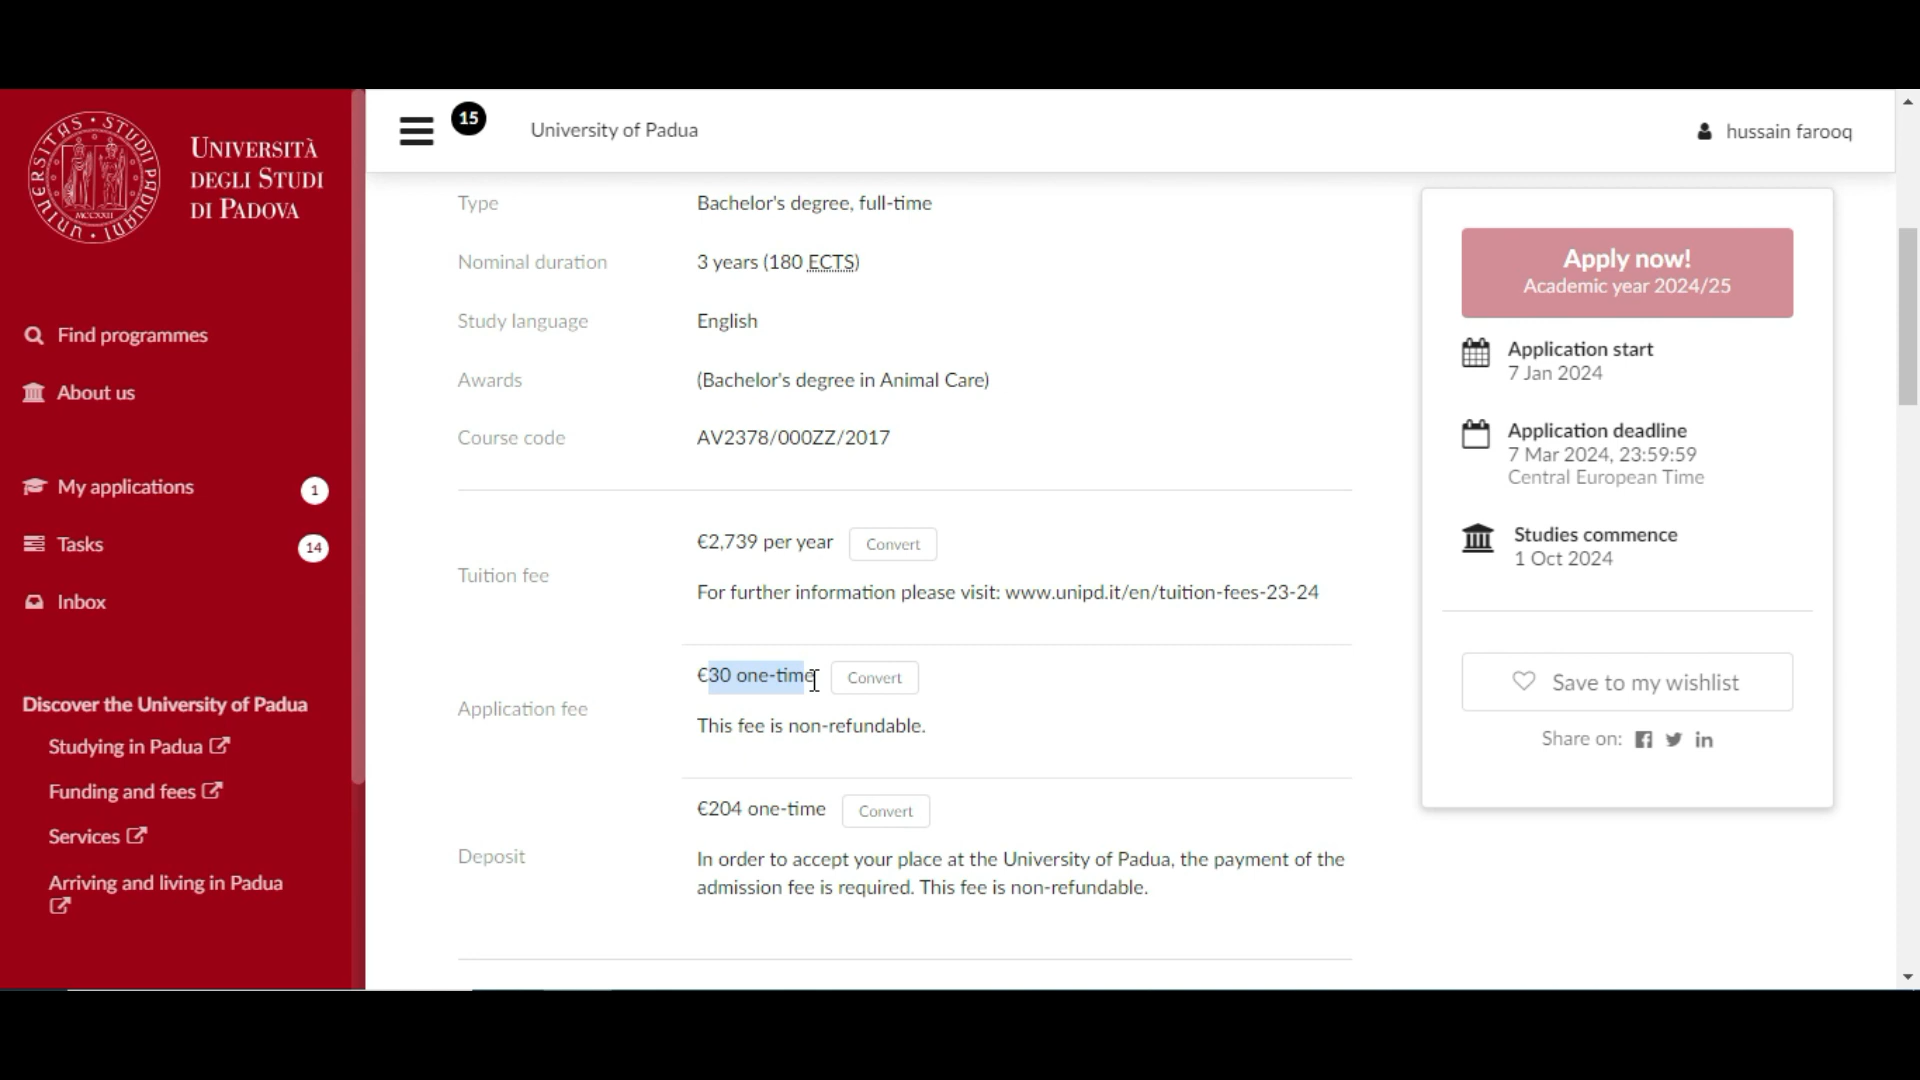 UNIVERSITAS STUDII PADUANI
MCCXXII
UNIVERSITÀ
DEGLI STUDI
DI PADOVA
15
University of Padua
hussain farooq
Find programmes
About us
My applications
1
Tasks
14
Inbox
Discover the University of Padua
Studying in Padua
Funding and fees
Services
Arriving and living in Padua
Type
Bachelor's degree, full-time
Nominal duration
3 years (180 ECTS)
Study language
English
Awards
(Bachelor's degree in Animal Care)
Course code
AV2378/000ZZ/2017
Tuition fee
€2,739 per year
Convert
For further information please visit: www.unipd.it/en/tuition-fees-23-24
Application fee
€30 one-time
Convert
This fee is non-refundable.
Deposit
€204 one-time
Convert
In order to accept your place at the University of Padua, the payment of the
admission fee is required. This fee is non-refundable.
Apply now!
Academic year 2024/25
Application start
7 Jan 2024
Application deadline
7 Mar 2024, 23:59:59
Central European Time
Studies commence
1 Oct 2024
Save to my wishlist
Share on: